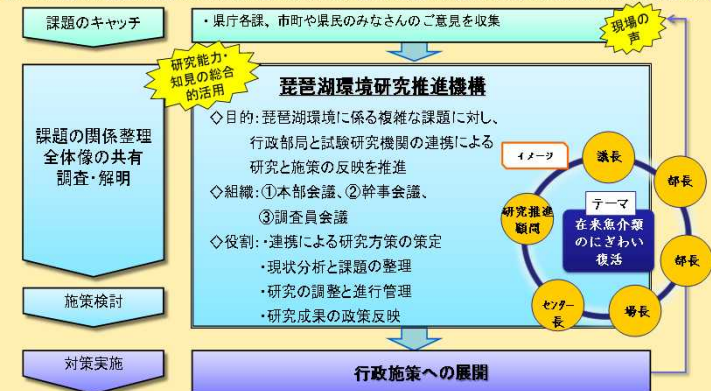 課題のキャッチ
・県庁各課、市町や県民のみなさんのご意見を収集
現場の
声
研究能力・
知見の総合
的活用
琵琶湖環境研究推進機構
課題の関係整理
全体像の共有
調査・解明
◇目的:琵琶湖環境に係る複雑な課題に対し、
行政部局と試験研究機関の連携による
研究と施策の反映を推進
◇組織:①本部会議、②幹事会議、
③調査員会議
◇役割:・連携による研究方策の策定
・現状分析と課題の整理
・研究の調整と進行管理
・研究成果の政策反映
イメージ
議長
部長
部長
場長
センター
長
研究推進
顧問
テーマ
在来魚介類
のにぎわい
復活
施策検討
対策実施
行政施策への展開